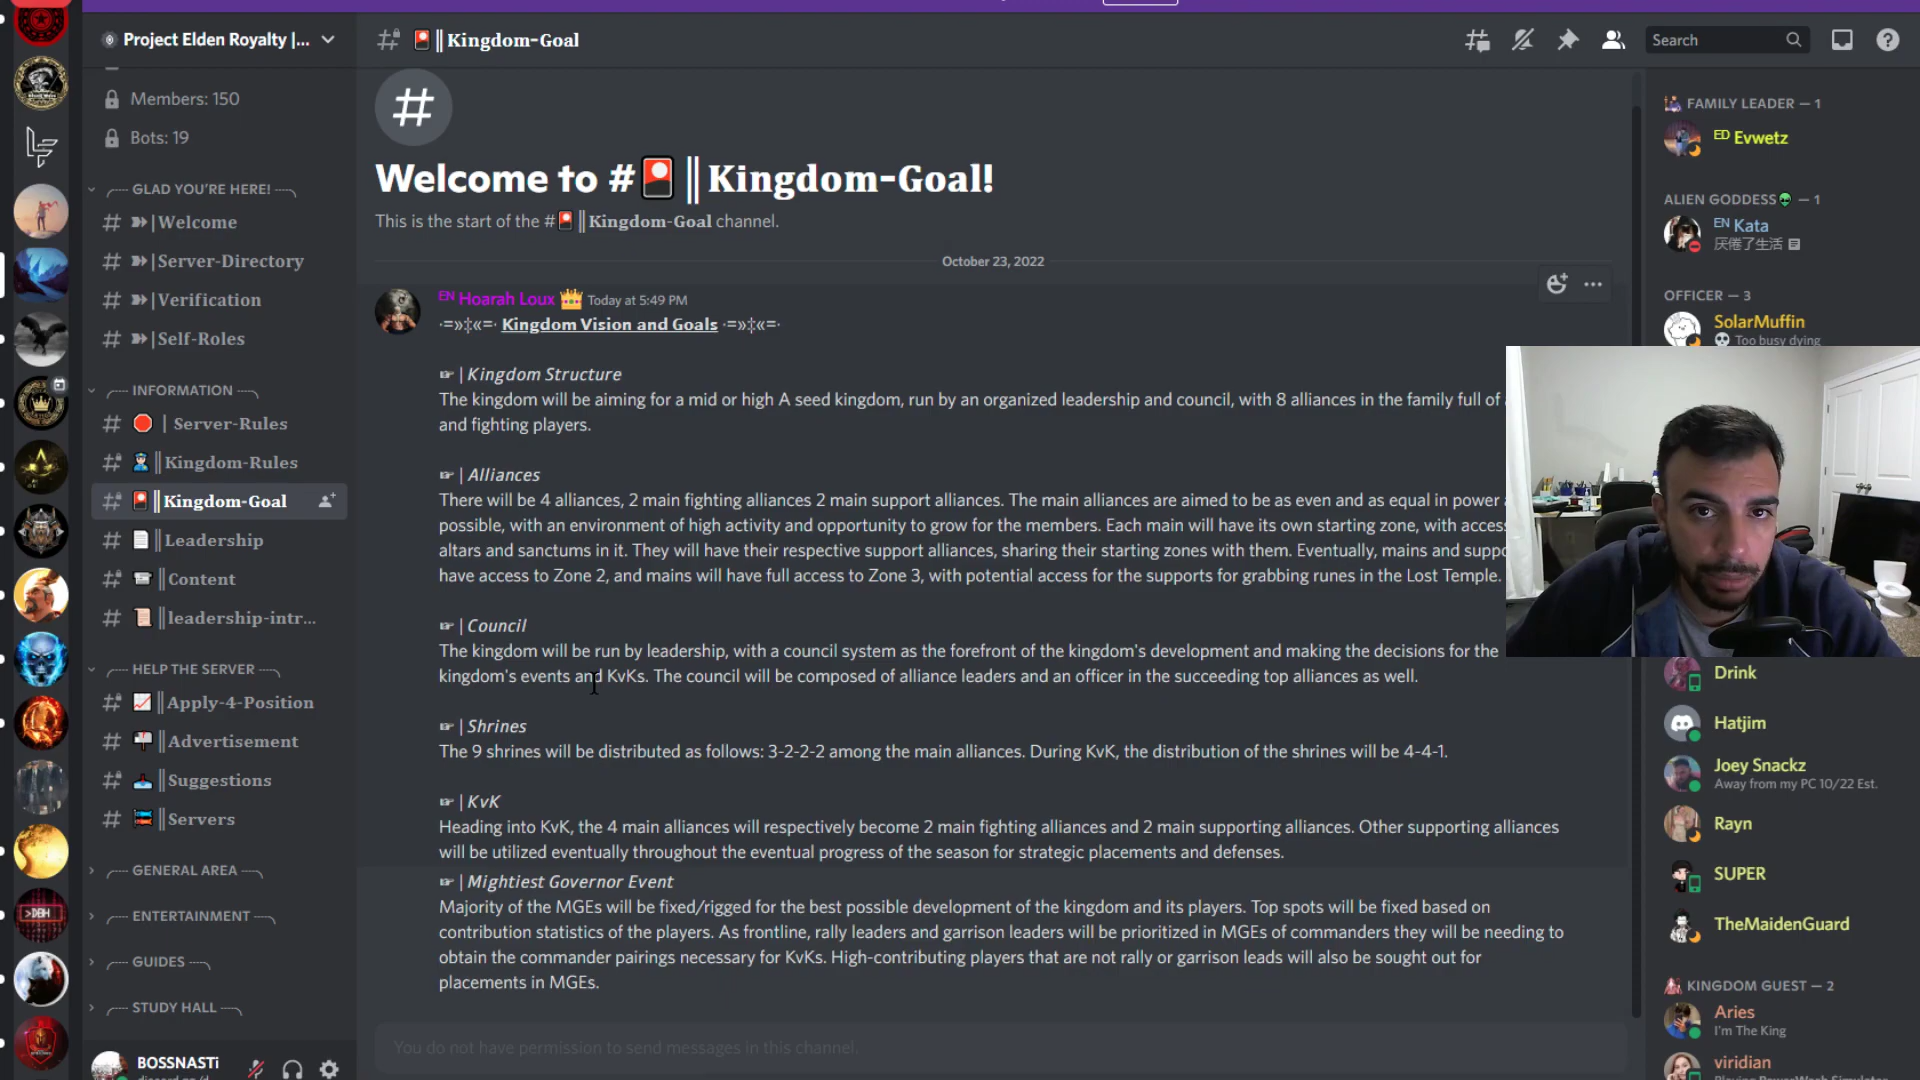 Project Elden Royalty |...
Members: 150
Bots: 19
GLAD YOU'RE HERE!
|Welcome
|Server-Directory
|Verification
|Self-Roles
INFORMATION
| Server-Rules
Kingdom-Rules
Kingdom-Goal
Leadership
Content
leadership-intr...
HELP THE SERVER
Apply-4-Position
Advertisement
Suggestions
Servers
GENERAL AREA
ENTERTAINMENT
GUIDES
STUDY HALL
BOSSNASTi
Kingdom-Goal
Search
Welcome to #║Kingdom-Goal!
This is the start of the #║Kingdom-Goal channel.
October 23, 2022
EN Hoarah Loux Today at 5:49 PM
·=»‡«=· Kingdom Vision and Goals ·=»‡«=·
☞ | Kingdom Structure
The kingdom will be aiming for a mid or high A seed kingdom, run by an organized leadership and council, with 8 alliances in the family full of
and fighting players.
☞ | Alliances
There will be 4 alliances, 2 main fighting alliances 2 main support alliances. The main alliances are aimed to be as even and as equal in power
possible, with an environment of high activity and opportunity to grow for the members. Each main will have its own starting zone, with access
altars and sanctums in it. They will have their respective support alliances, sharing their starting zones with them. Eventually, mains and
have access to Zone 2, and mains will have full access to Zone 3, with potential access for the supports for grabbing runes in the Lost Temple.
☞ | Council
The kingdom will be run by leadership, with a council system as the forefront of the kingdom's development and making the decisions for the
kingdom's events and KvKs. The council will be composed of alliance leaders and an officer in the succeeding top alliances as well.
☞ | Shrines
The 9 shrines will be distributed as follows: 3-2-2-2 among the main alliances. During KvK, the distribution of the shrines will be 4-4-1.
☞ | KvK
Heading into KvK, the 4 main alliances will respectively become 2 main fighting alliances and 2 main supporting alliances. Other supporting alliances
will be utilized eventually throughout the eventual progress of the season for strategic placements and defenses.
☞ | Mightiest Governor Event
Majority of the MGEs will be fixed/rigged for the best possible development of the kingdom and its players. Top spots will be fixed based on
contribution statistics of the players. As frontline, rally leaders and garrison leaders will be prioritized in MGEs of commanders they will be needing to
obtain the commander pairings necessary for KvKs. High-contributing players that are not rally or garrison leads will also be sought out for
placements in MGEs.
You do not have permission to send messages in this channel.
FAMILY LEADER — 1
ED Evwetz
ALIEN GODDESS — 1
EN Kata
厌倦了生活
OFFICER — 3
SolarMuffin
Too busy dying
Drink
Hatjim
Joey Snackz
Away from my PC 10/22 Est.
Rayn
SUPER
TheMaidenGuard
KINGDOM GUEST — 2
Aries
I'm The King
viridian
>DBH